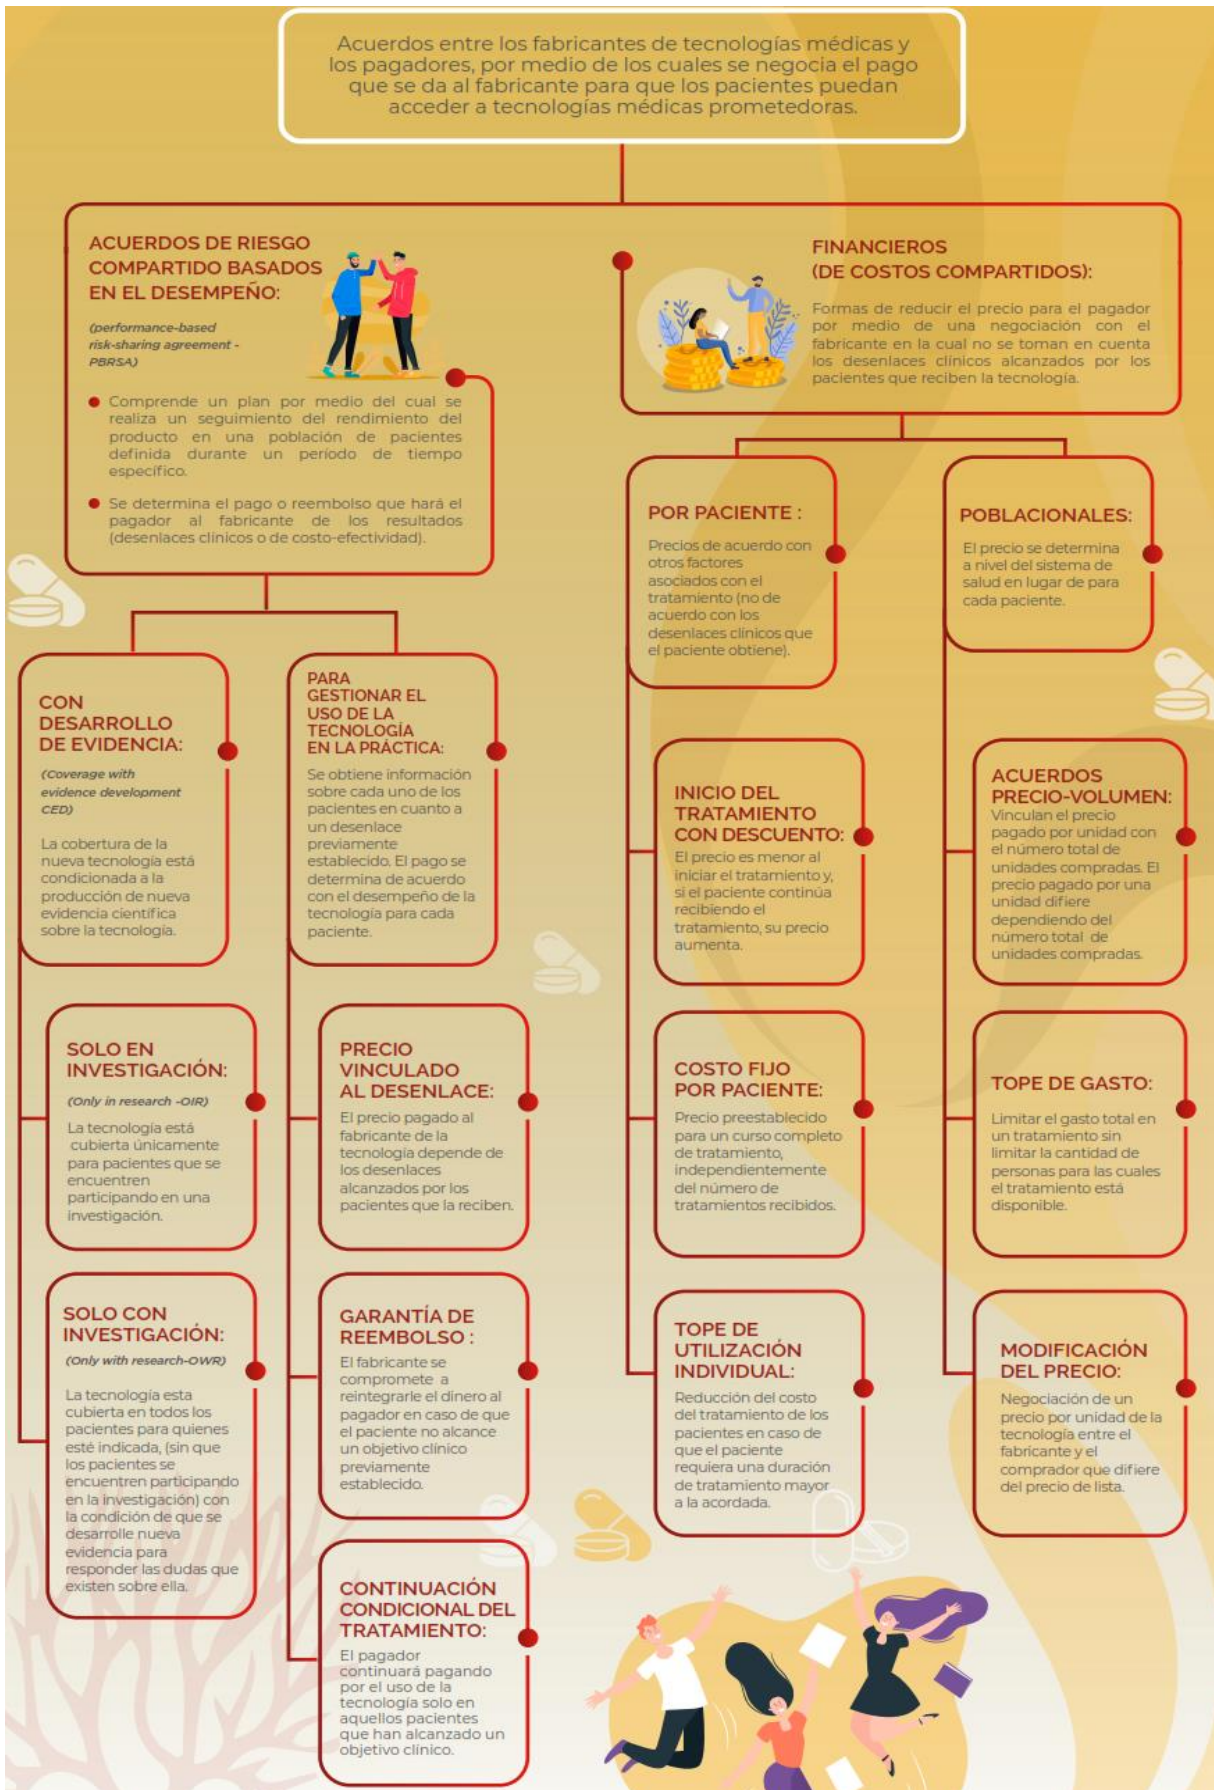 Acuerdos entre los fabricantes de tecnologías médicas y
los pagadores, por medio de los cuales se negocia el pago
que se da al fabricante para que los pacientes puedan
acceder a tecnologías médicas prometedoras.
ACUERDOS DE RIESGO
COMPARTIDO BASADOS
EN EL DESEMPEÑO:
(performance-based
risk-sharing agreement -
PBRSA)
Comprende un plan por medio del cual se
realiza un seguimiento del rendimiento del
producto en una población de pacientes
definida durante un período de tiempo
específico.
Se determina el pago o reembolso que hará el
pagador al fabricante de los resultados
(desenlaces clínicos o de costo-efectividad).
FINANCIEROS
(DE COSTOS COMPARTIDOS):
Formas de reducir el precio para el pagador
por medio de una negociación con el
fabricante en la cual no se toman en cuenta
los desenlaces clínicos alcanzados por los
pacientes que reciben la tecnología.
CON
DESARROLLO
DE EVIDENCIA:
(Coverage with
evidence development
CED)
La cobertura de la
nueva tecnología está
condicionada a la
producción de nueva
evidencia científica
sobre la tecnología.
SOLO EN
INVESTIGACIÓN:
(Only in research -OIR)
La tecnología está
cubierta únicamente
para pacientes que se
encuentren
participando en una
investigación.
SOLO CON
INVESTIGACIÓN:
(Only with research-OWR)
La tecnología esta
cubierta en todos los
pacientes para quienes
esté indicada, (sin que
los pacientes se
encuentren participando
en la investigación) con
la condición de que se
desarrolle nueva
evidencia para
responder las dudas que
existen sobre ella.
PARA
GESTIONAR EL
USO DE LA
TECNOLOGÍA
EN LA PRÁCTICA:
Se obtiene información
sobre cada uno de los
pacientes en cuanto a
un desenlace
previamente
establecido. El pago se
determina de acuerdo
con el desempeño de la
tecnología para cada
paciente.
PRECIO
VINCULADO
AL DESENLACE:
El precio pagado al
fabricante de la
tecnología depende de
los desenlaces
alcanzados por los
pacientes que la reciben.
GARANTÍA DE
REEMBOLSO :
El fabricante se
compromete a
reintegrarle el dinero al
pagador en caso de que
el paciente no alcance
un objetivo clínico
previamente
establecido.
CONTINUACIÓN
CONDICIONAL DEL
TRATAMIENTO:
El pagador
continuará pagando
por el uso de la
tecnología solo en
aquellos pacientes
que han alcanzado un
objetivo clínico.
POR PACIENTE :
Precios de acuerdo con
otros factores
asociados con el
tratamiento (no de
acuerdo con los
desenlaces clínicos que
el paciente obtiene).
INICIO DEL
TRATAMIENTO
CON DESCUENTO:
El precio es menor al
iniciar el tratamiento y,
si el paciente continúa
recibiendo el
tratamiento, su precio
aumenta.
COSTO FIJO
POR PACIENTE:
Precio preestablecido
para un curso completo
de tratamiento,
independientemente
del número de
tratamientos recibidos.
TOPE DE
UTILIZACIÓN
INDIVIDUAL:
Reducción del costo
del tratamiento de los
pacientes en caso de
que el paciente
requiera una duración
de tratamiento mayor
a la acordada.
POBLACIONALES:
El precio se determina
a nivel del sistema de
salud en lugar de para
cada paciente.
ACUERDOS
PRECIO-VOLUMEN:
Vinculan el precio
pagado por unidad con
el número total de
unidades compradas. El
precio pagado por una
unidad difiere
dependiendo del
número total de
unidades compradas.
TOPE DE GASTO:
Limitar el gasto total en
un tratamiento sin
limitar la cantidad de
personas para las cuales
el tratamiento está
disponible.
MODIFICACIÓN
DEL PRECIO:
Negociación de un
precio por unidad de la
tecnología entre el
fabricante y el
comprador que difiere
del precio de lista.